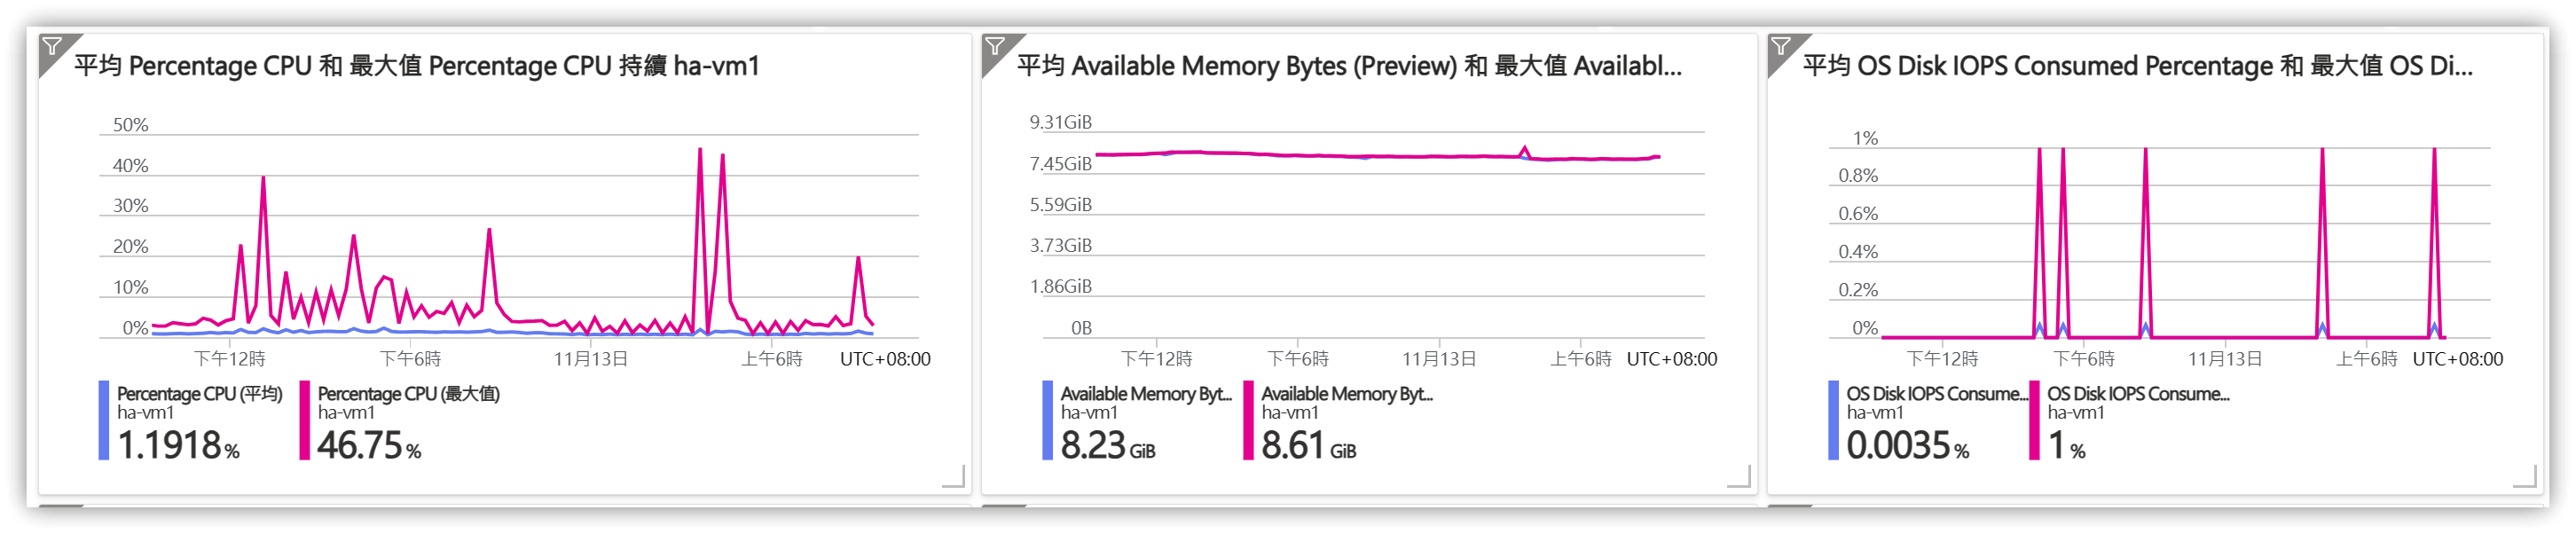 平均 Percentage CPU 和 最大值 Percentage CPU 持續 ha-vm1
50%
40%
30%
20%
10%
0%
下午12時
下午6時
11月13日
上午6時
UTC+08:00
Percentage CPU (平均)
ha-vm1
1.1918 %
Percentage CPU (最大值)
ha-vm1
46.75 %
平均 Available Memory Bytes (Preview) 和 最大值 Availabl...
9.31GiB
7.45GiB
5.59GiB
3.73GiB
1.86GiB
0B
下午12時
下午6時
11月13日
上午6時
UTC+08:00
Available Memory Byt...
ha-vm1
8.23 GiB
Available Memory Byt...
ha-vm1
8.61 GiB
平均 OS Disk IOPS Consumed Percentage 和 最大值 OS Di...
1%
0.8%
0.6%
0.4%
0.2%
0%
下午12時
下午6時
11月13日
上午6時
UTC+08:00
OS Disk IOPS Consume...
ha-vm1
0.0035 %
OS Disk IOPS Consume...
ha-vm1
1 %